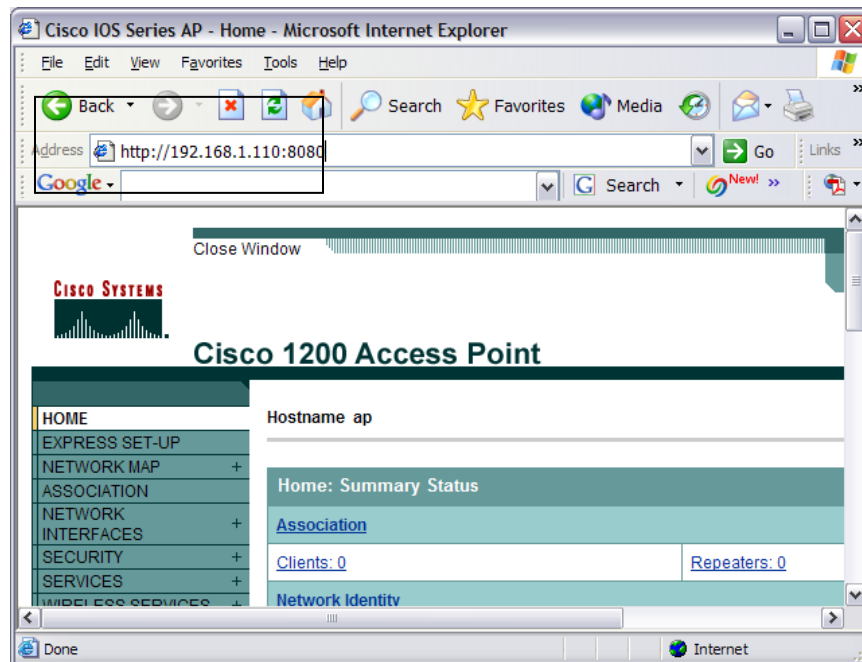 Cisco IOS Series AP - Home - Microsoft Internet Explorer
File Edit View Favorites Tools Help
Back Search Favorites Media »
Address http://192.168.1.110:8080 Go Links »
Google G Search New! »
Close Window
CISCO SYSTEMS
Cisco 1200 Access Point
HOME
EXPRESS SET-UP
NETWORK MAP +
ASSOCIATION
NETWORK
INTERFACES +
SECURITY +
SERVICES +
WIRELESS SERVICES +
Hostname ap
Home: Summary Status
Association
Clients: 0 Repeaters: 0
Network Identity
Done Internet